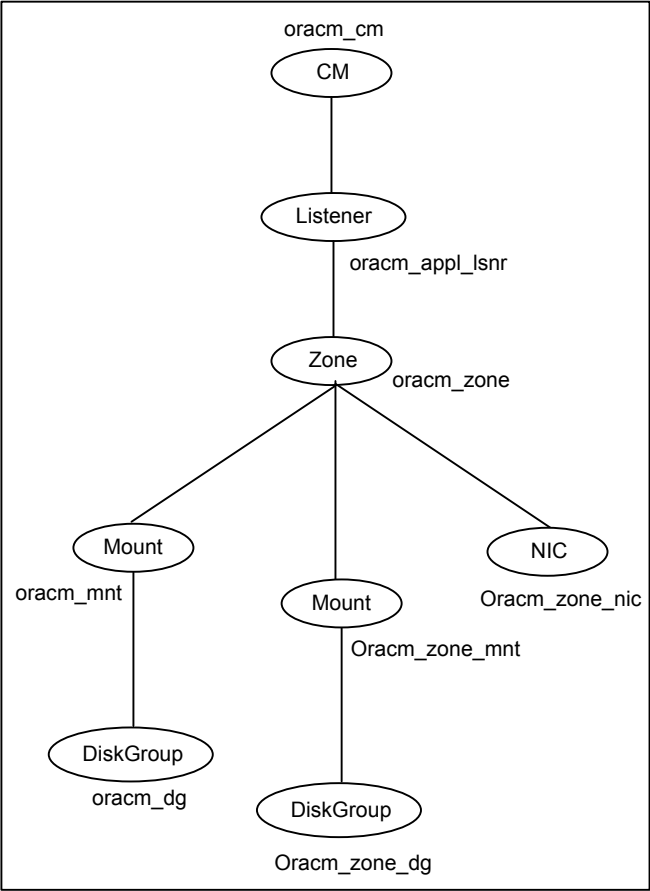 oracm_cm
CM
Listener
oracm_appl_lsnr
Zone
oracm_zone
Mount
oracm_mnt
NIC
Oracm_zone_nic
Mount
Oracm_zone_mnt
DiskGroup
oracm_dg
DiskGroup
Oracm_zone_dg